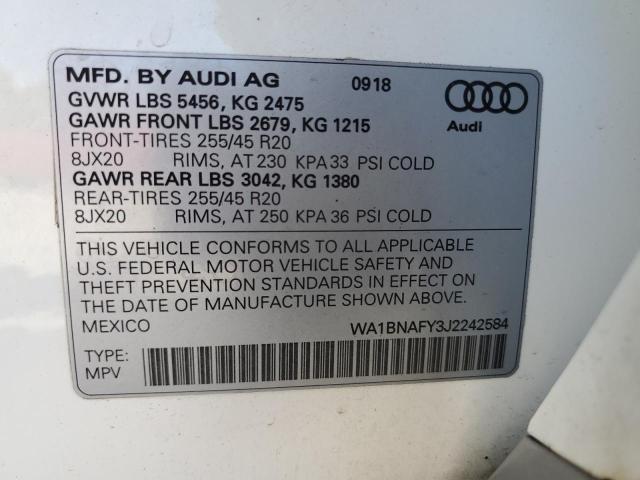 MFD. BY AUDI AG 0918
GVWR LBS 5456, KG 2475
GAWR FRONT LBS 2679, KG 1215
FRONT-TIRES 255/45 R20
8JX20 RIMS, AT 230 KPA 33 PSI COLD
GAWR REAR LBS 3042, KG 1380
REAR-TIRES 255/45 R20
8JX20 RIMS, AT 250 KPA 36 PSI COLD
Audi
THIS VEHICLE CONFORMS TO ALL APPLICABLE
U.S. FEDERAL MOTOR VEHICLE SAFETY AND
THEFT PREVENTION STANDARDS IN EFFECT ON
THE DATE OF MANUFACTURE SHOWN ABOVE.
MEXICO WA1BNAFY3J2242584
TYPE:
MPV